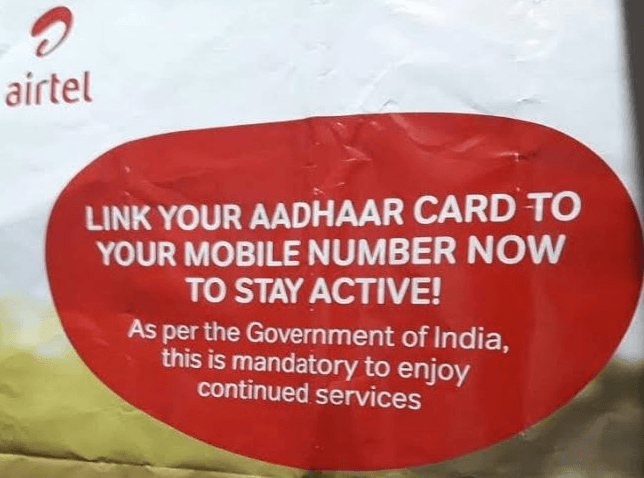 airtel
LINK YOUR AADHAAR CARD TO
YOUR MOBILE NUMBER NOW
TO STAY ACTIVE!
As per the Government of India,
this is mandatory to enjoy
continued services